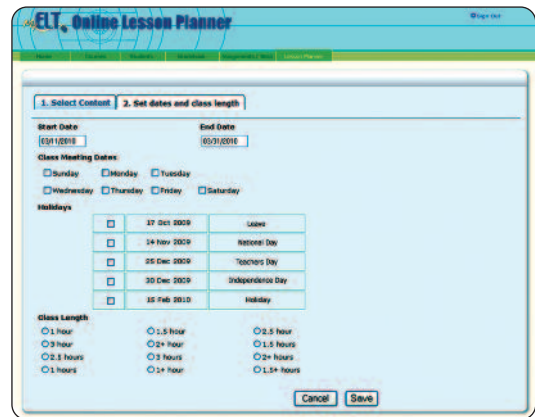 ELT Online Lesson Planner
Sign Out
Home Courses Students Workbook Assignments / Tests Lesson Planner
1. Select Content 2. Set dates and class length
Start Date End Date
03/11/2010 03/31/2010
Class Meeting Dates
Sunday Monday Tuesday
Wednesday Thursday Friday Saturday
Holidays
17 Oct 2009 Leave
14 Nov 2009 National Day
25 Dec 2009 Teachers Day
30 Dec 2009 Independence Day
15 Feb 2010 Holiday
Class Length
1 hour 1.5 hour 2.5 hour
3 hour 2+ hour 1.5 hours
2.5 hours 3 hours 2+ hours
1 hours 1+ hour 1.5+ hours
Cancel Save